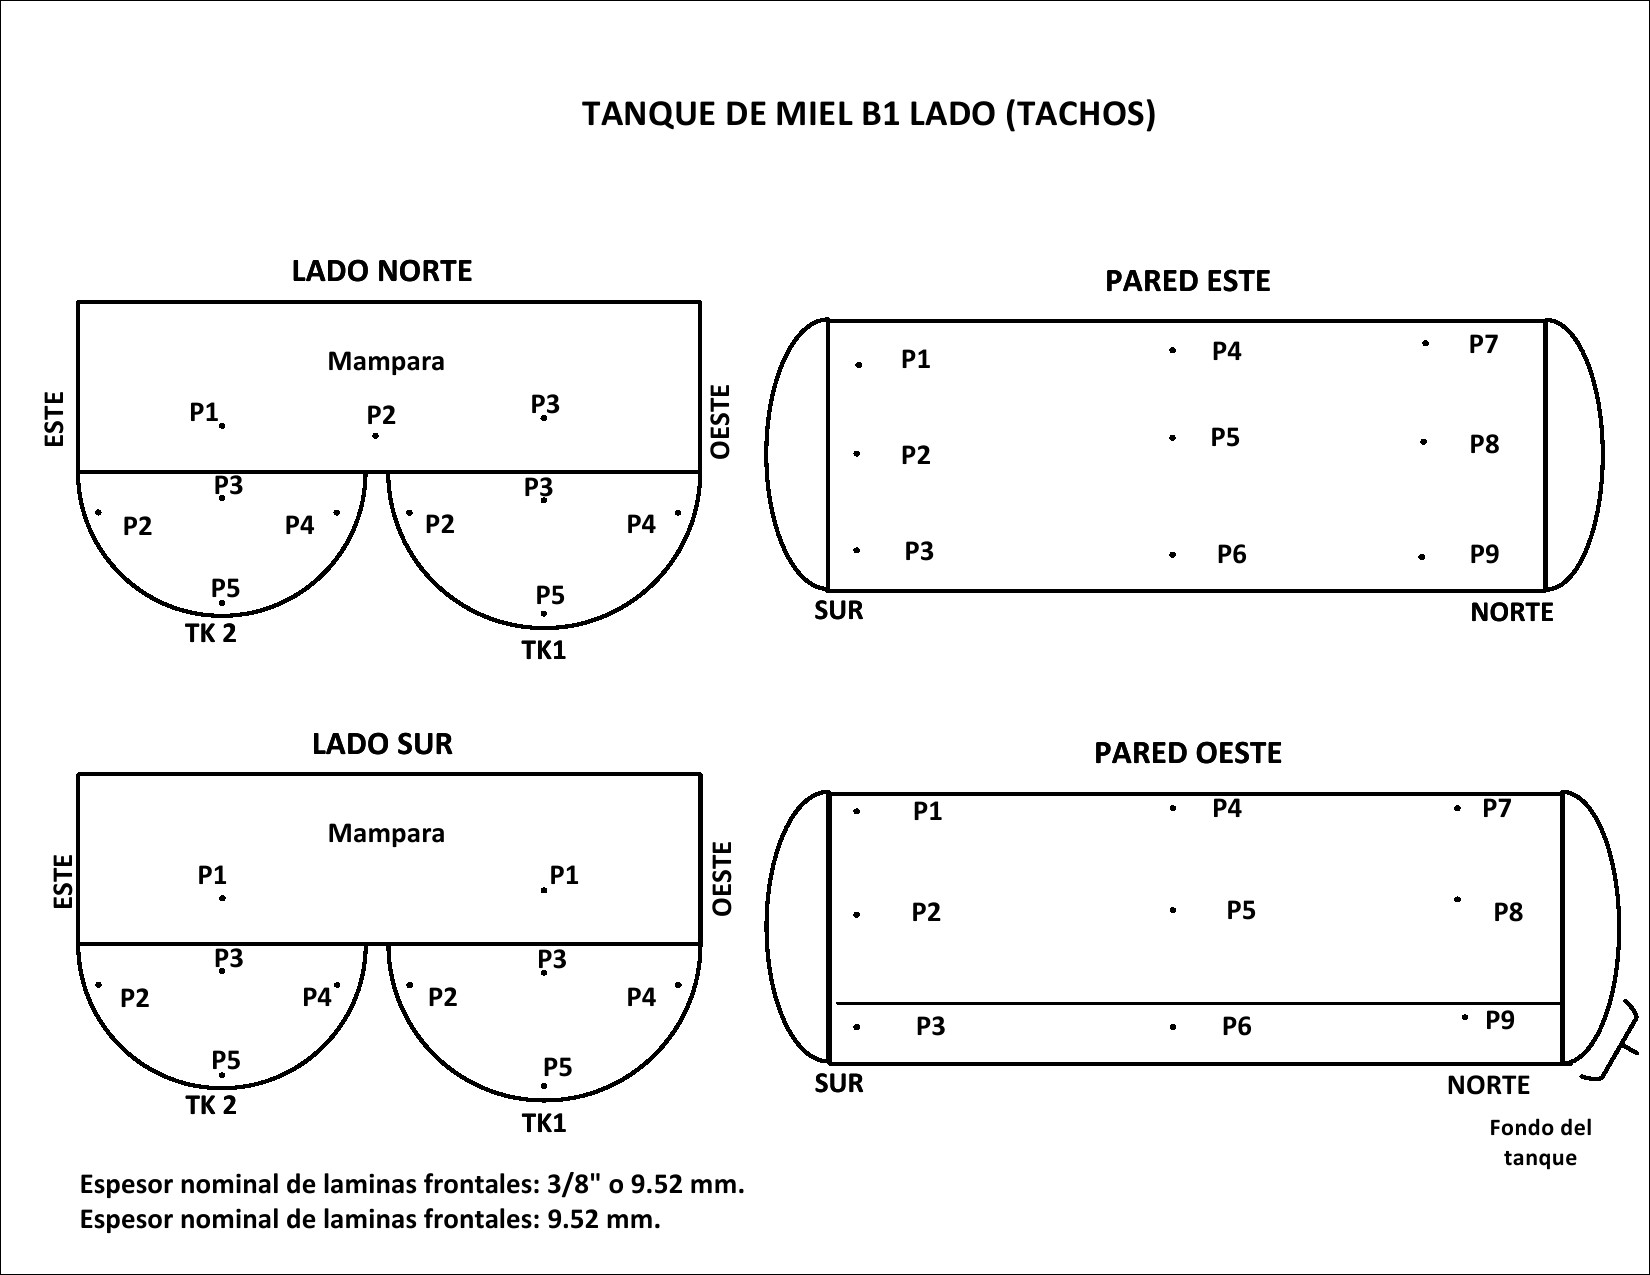 TANQUE DE MIEL B1 LADO (TACHOS)
LADO NORTE
ESTE
OESTE
Mampara
P1
P2
P3
P3
P2
P4
P5
TK 2
P3
P2
P4
P5
TK1
PARED ESTE
P1
P4
P7
P2
P5
P8
P3
P6
P9
SUR
NORTE
LADO SUR
ESTE
OESTE
Mampara
P1
P1
P3
P2
P4
P5
TK 2
P3
P2
P4
P5
TK1
PARED OESTE
P1
P4
P7
P2
P5
P8
P3
P6
P9
SUR
NORTE
Fondo del
tanque
Espesor nominal de laminas frontales: 3/8" o 9.52 mm.
Espesor nominal de laminas frontales: 9.52 mm.